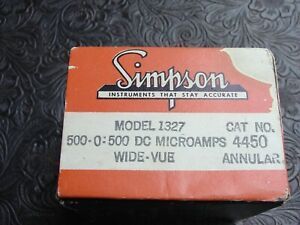 Simpson
INSTRUMENTS THAT STAY ACCURATE
MODEL 1327 CAT NO.
500-0-500 DC MICROAMPS 4450
WIDE-VUE ANNULAR